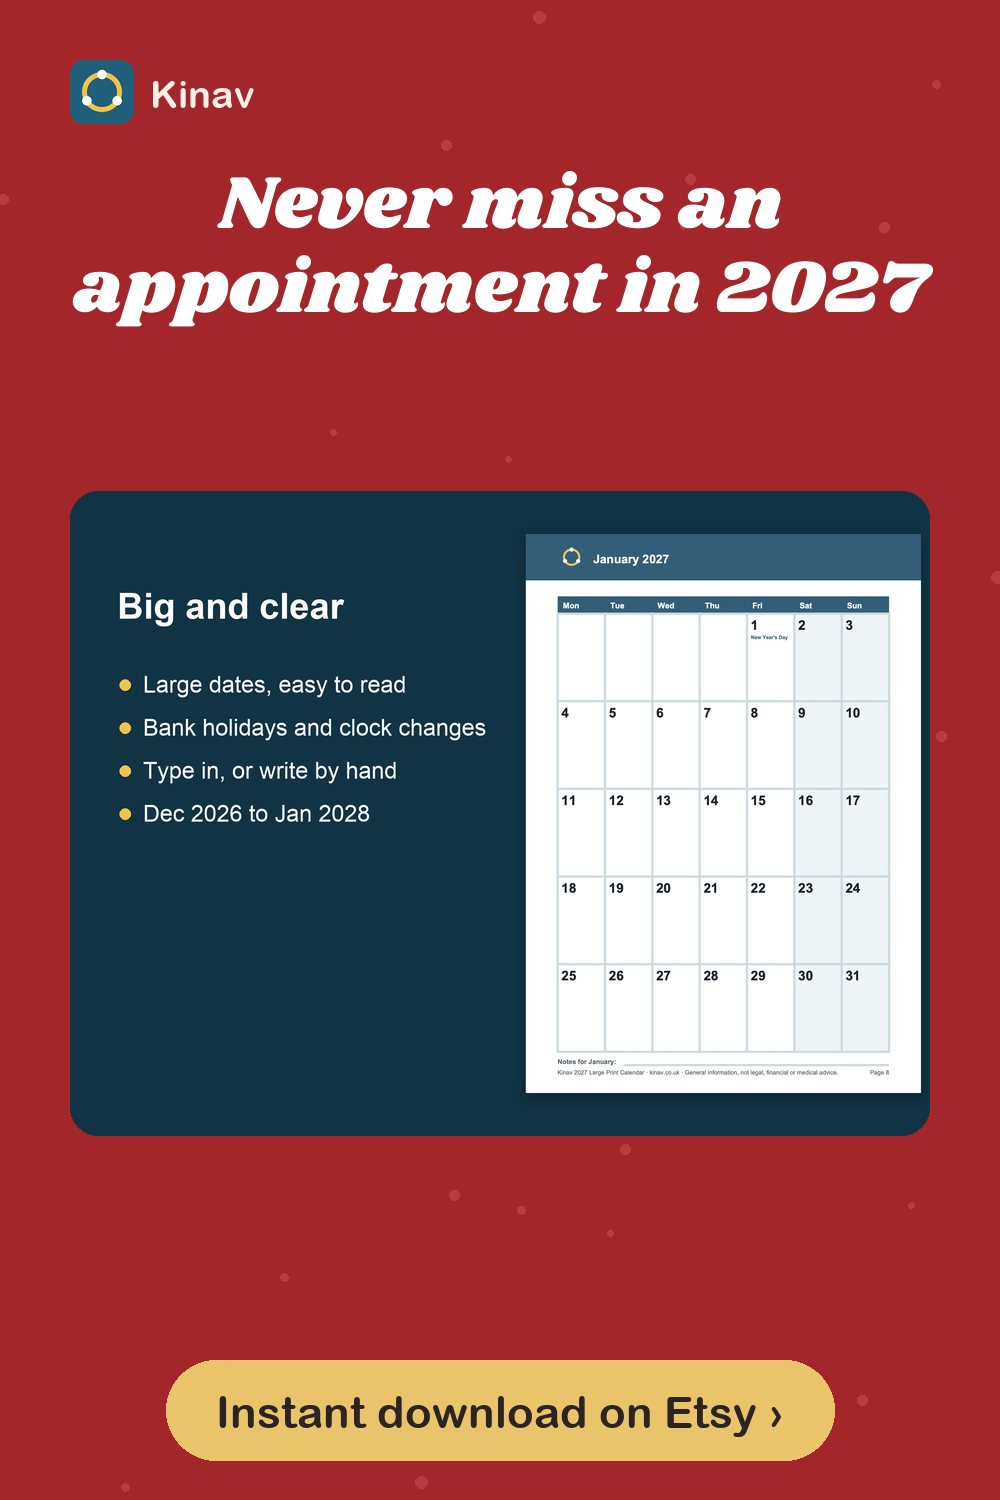 Kinav
Never miss an
appointment in 2027
Big and clear
Large dates, easy to read
Bank holidays and clock changes
Type in, or write by hand
Dec 2026 to Jan 2028
January 2027
Mon Tue Wed Thu Fri Sat Sun
1 2 3
New Year's Day
4 5 6 7 8 9 10
11 12 13 14 15 16 17
18 19 20 21 22 23 24
25 26 27 28 29 30 31
Notes for January:
Kinav 2027 Large Print Calendar · kinav.co.uk · General information, not legal, financial or medical advice. Page 8
Instant download on Etsy ›